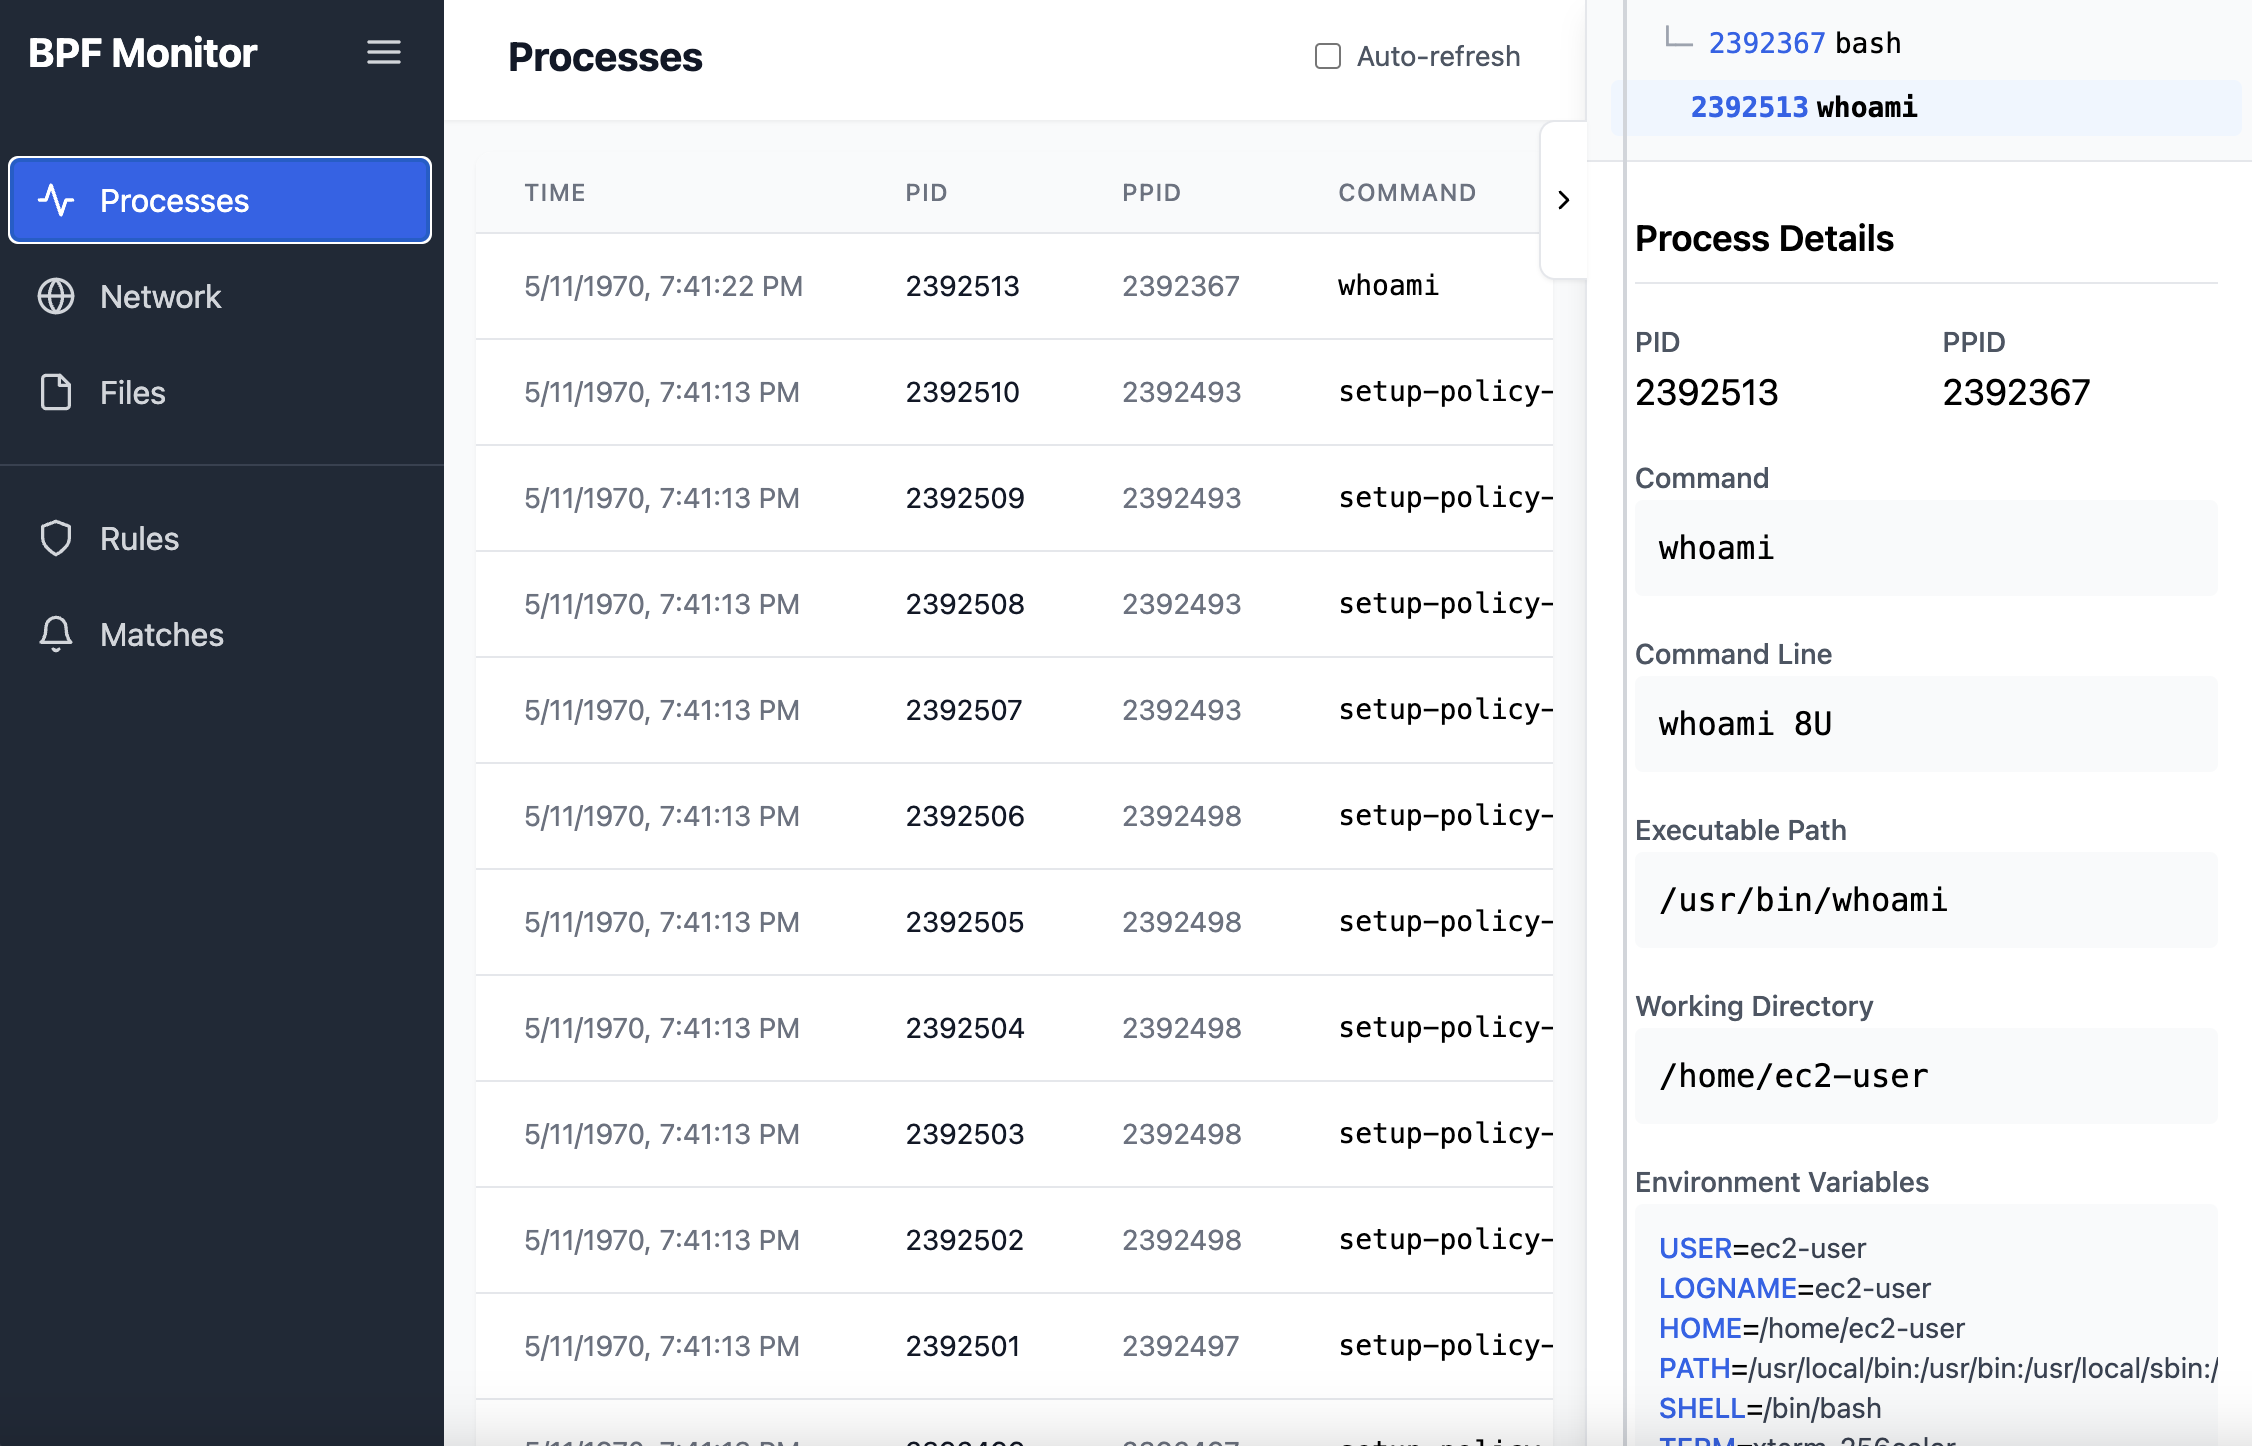 BPF Monitor
Processes
Network
Files
Rules
Matches
Processes
Auto-refresh
TIME PID PPID COMMAND
5/11/1970, 7:41:22 PM 2392513 2392367 whoami
5/11/1970, 7:41:13 PM 2392510 2392493 setup-policy-
5/11/1970, 7:41:13 PM 2392509 2392493 setup-policy-
5/11/1970, 7:41:13 PM 2392508 2392493 setup-policy-
5/11/1970, 7:41:13 PM 2392507 2392493 setup-policy-
5/11/1970, 7:41:13 PM 2392506 2392498 setup-policy-
5/11/1970, 7:41:13 PM 2392505 2392498 setup-policy-
5/11/1970, 7:41:13 PM 2392504 2392498 setup-policy-
5/11/1970, 7:41:13 PM 2392503 2392498 setup-policy-
5/11/1970, 7:41:13 PM 2392502 2392498 setup-policy-
5/11/1970, 7:41:13 PM 2392501 2392497 setup-policy-
2392367 bash
2392513 whoami
Process Details
PID PPID
2392513 2392367
Command
whoami
Command Line
whoami 8U
Executable Path
/usr/bin/whoami
Working Directory
/home/ec2-user
Environment Variables
USER=ec2-user
LOGNAME=ec2-user
HOME=/home/ec2-user
PATH=/usr/local/bin:/usr/bin:/usr/local/sbin:/
SHELL=/bin/bash
TERM=xterm-256color